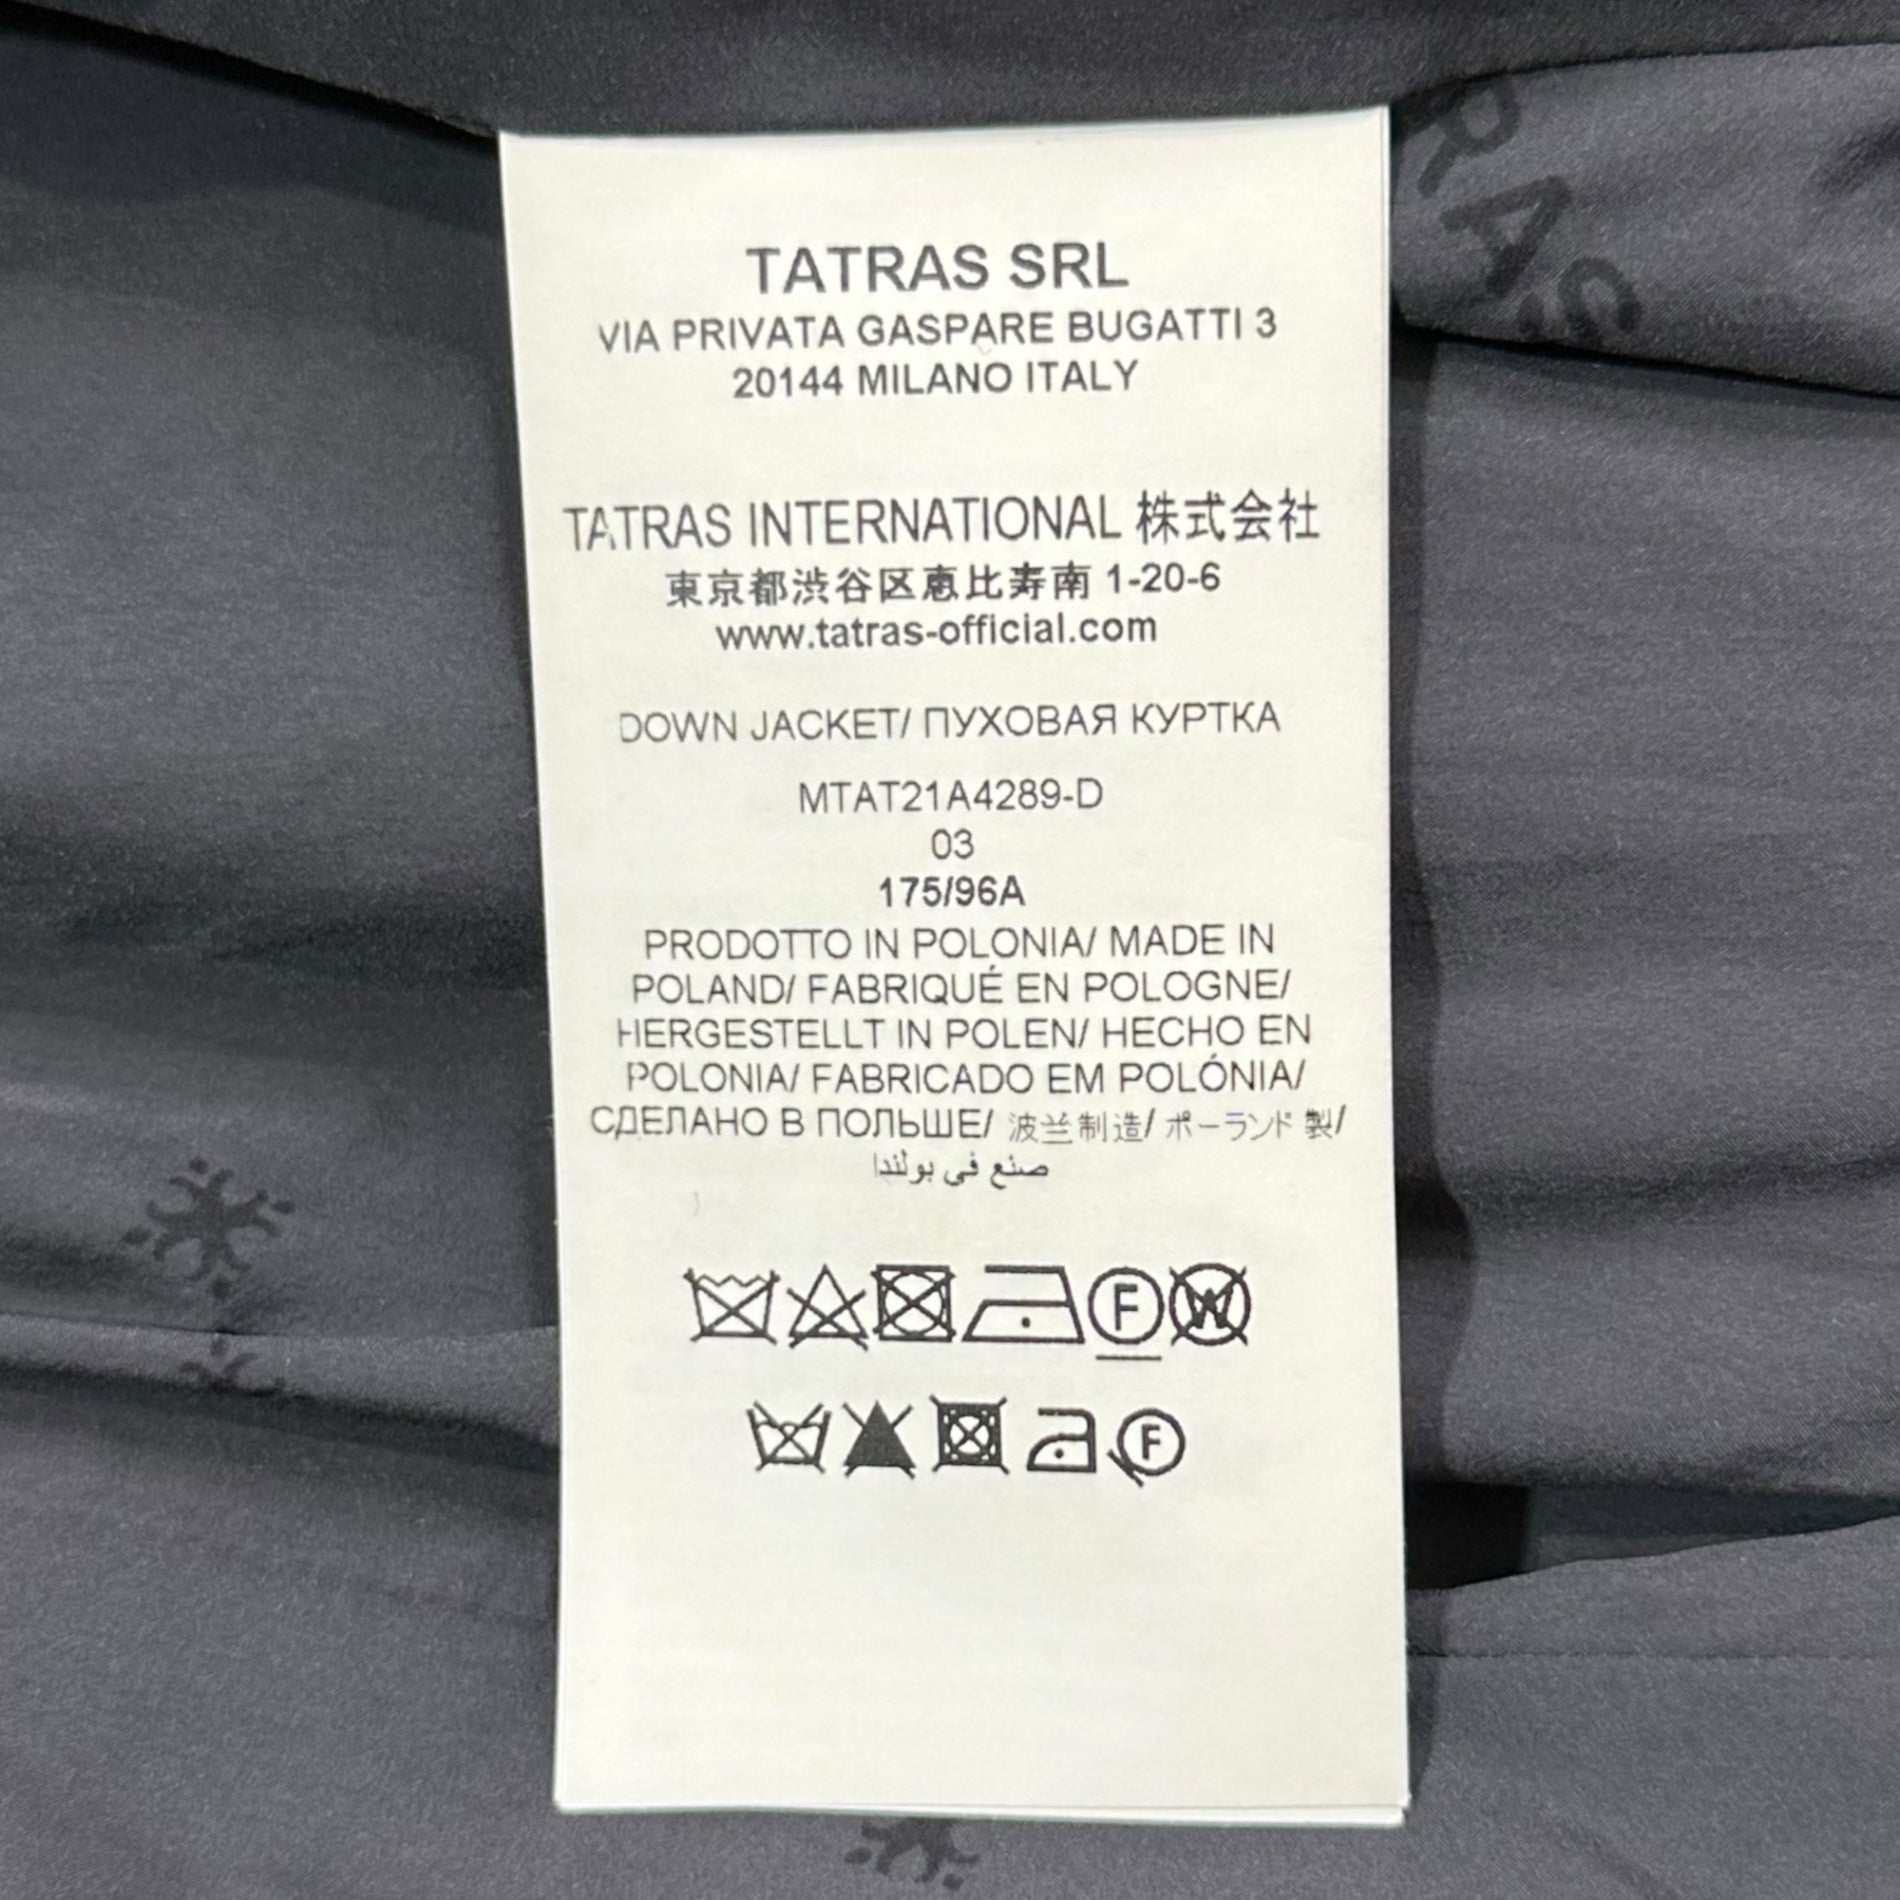 RAS
TATRAS SRL
VIA PRIVATA GASPARE BUGATTI 3
20144 MILANO ITALY
TATRAS INTERNATIONAL 株式会社
東京都渋谷区恵比寿南 1-20-6
www.tatras-official.com
DOWN JACKET/ ПУХОВАЯ КУРТКА
MTAT21A4289-D
03
175/96A
PRODOTTO IN POLONIA/ MADE IN
POLAND/ FABRIQUÉ EN POLOGNE/
HERGESTELLT IN POLEN/ HECHO EN
POLONIA/ FABRICADO EM POLÓNIA/
СДЕЛАНО В ПОЛЬШЕ/ 波兰制造/ ポーランド 製/
صنع في بولندا
F W
F